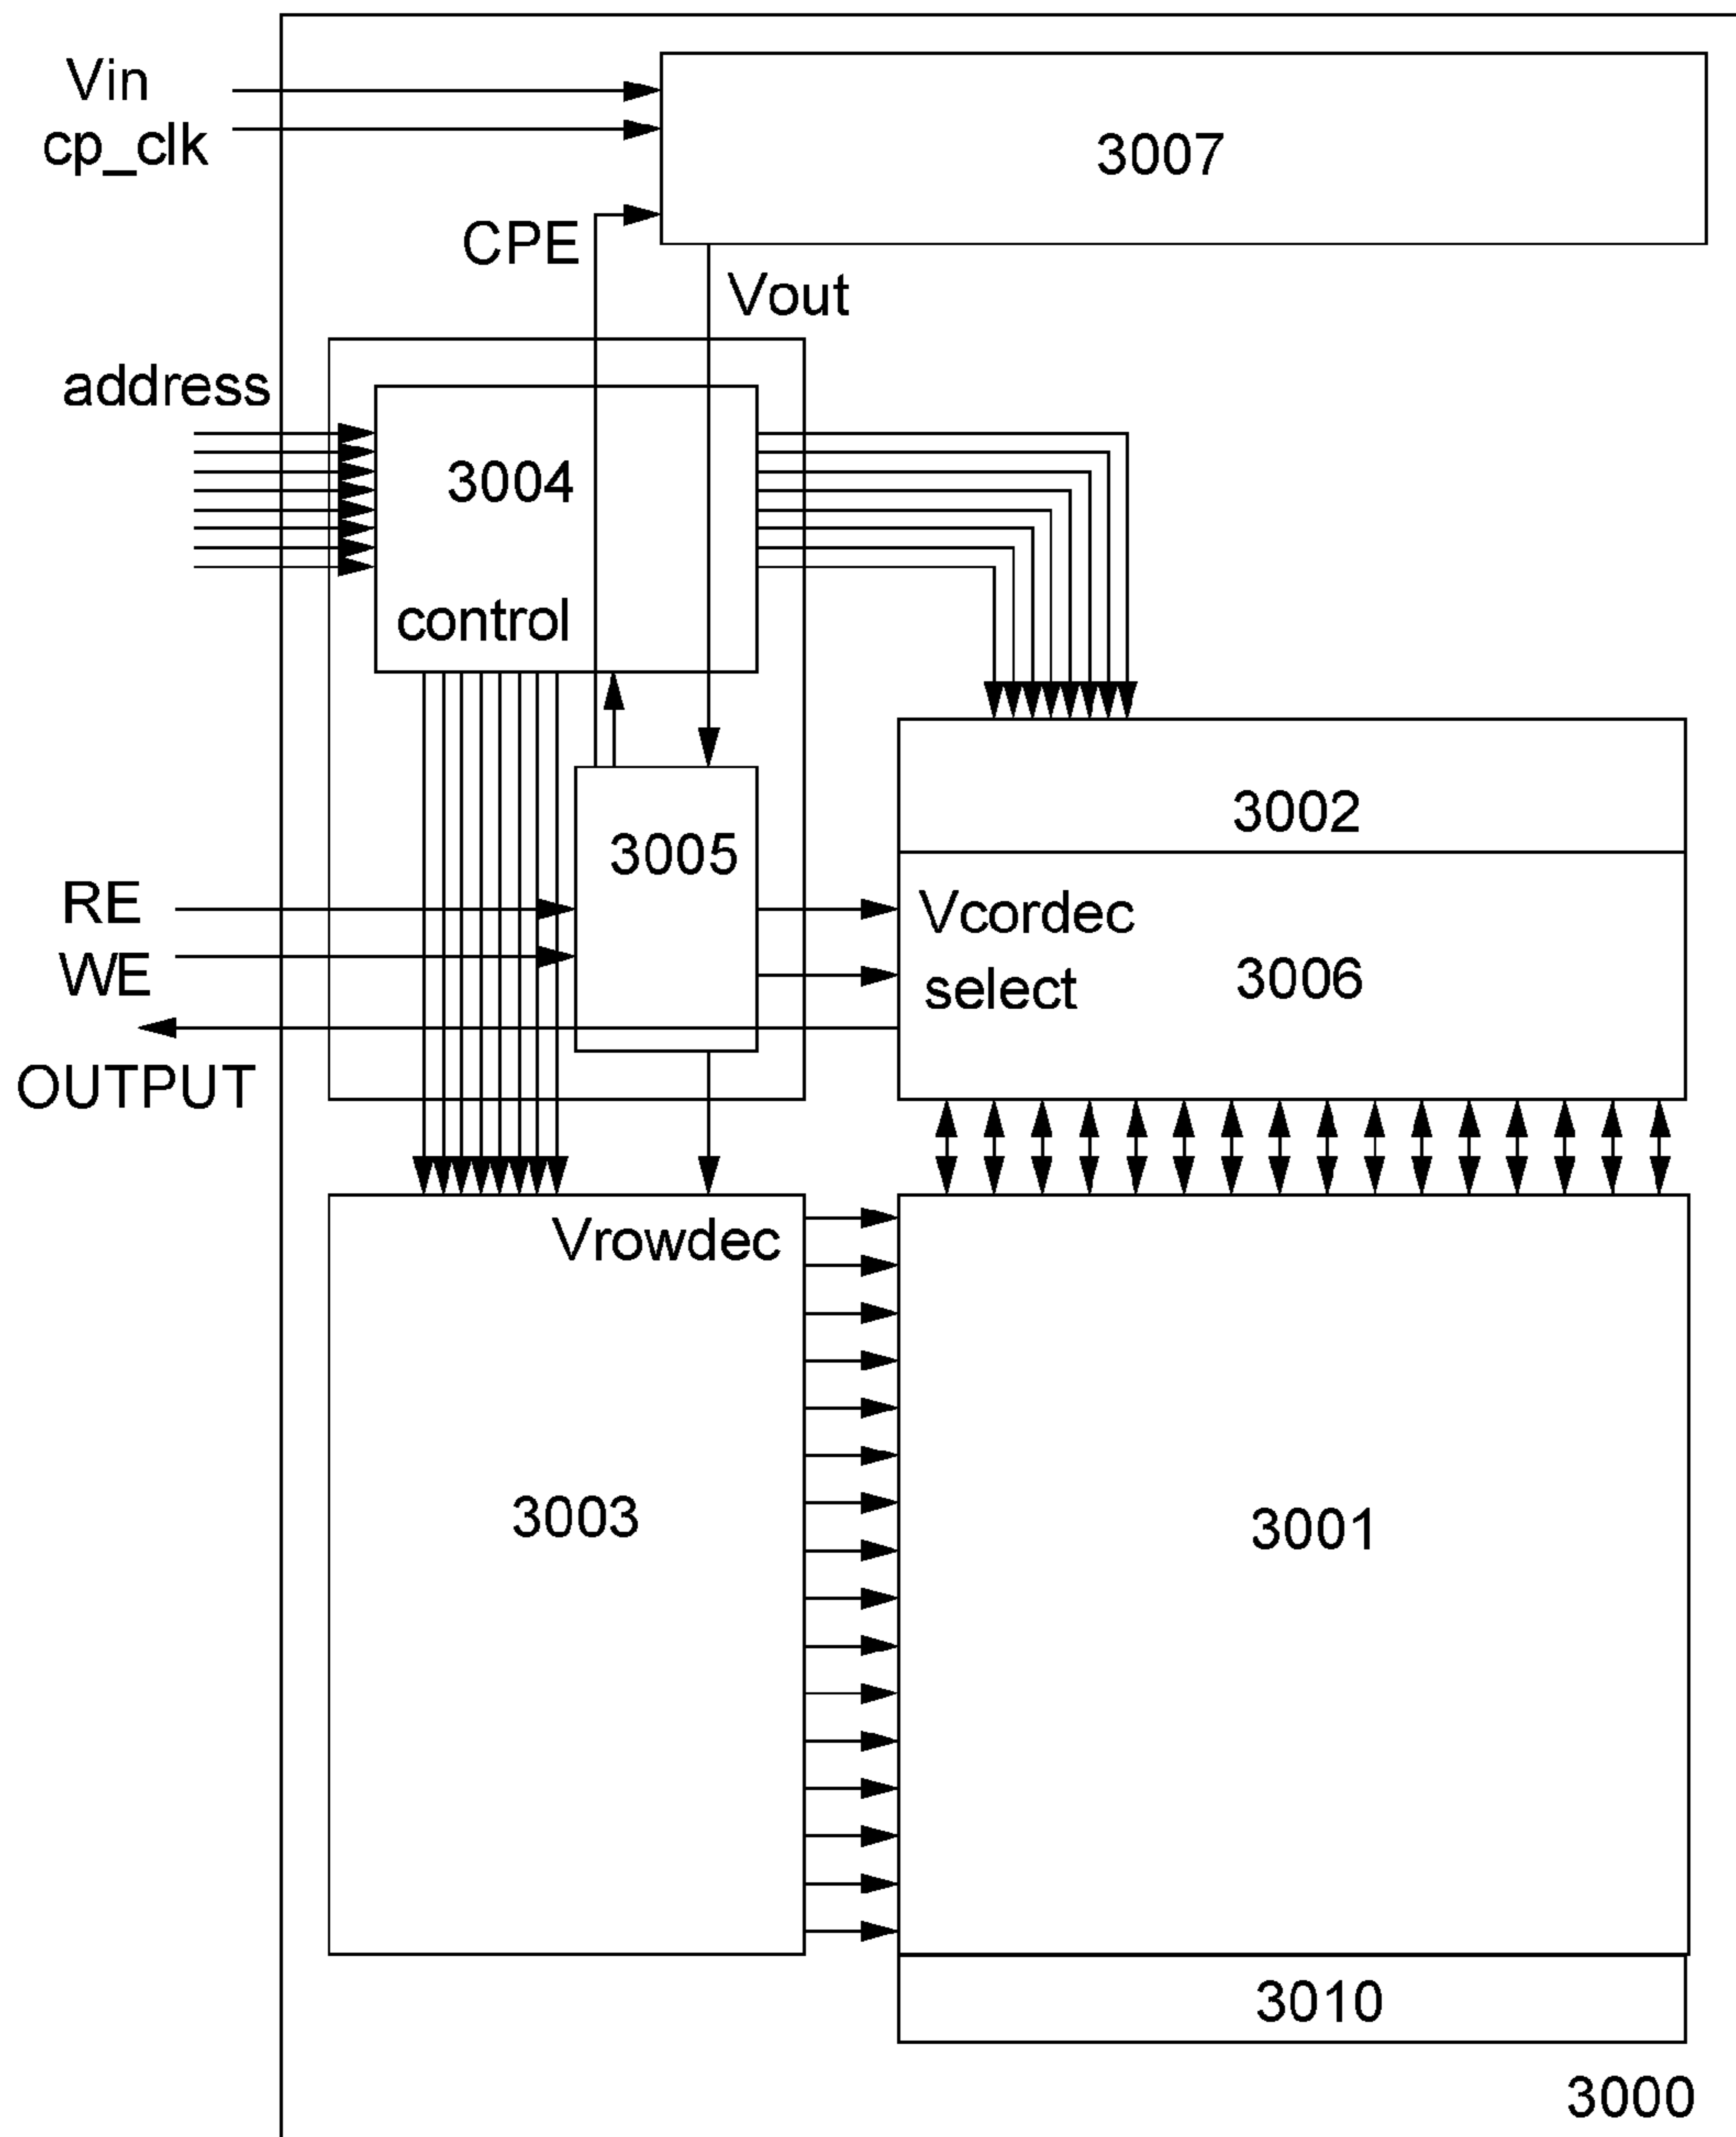 Vin
cp_clk
3007
CPE
Vout
address
3004
control
3002
3005
RE
Vcordec
WE
select
3006
OUTPUT
Vrowdec
3003
3001
3010
3000